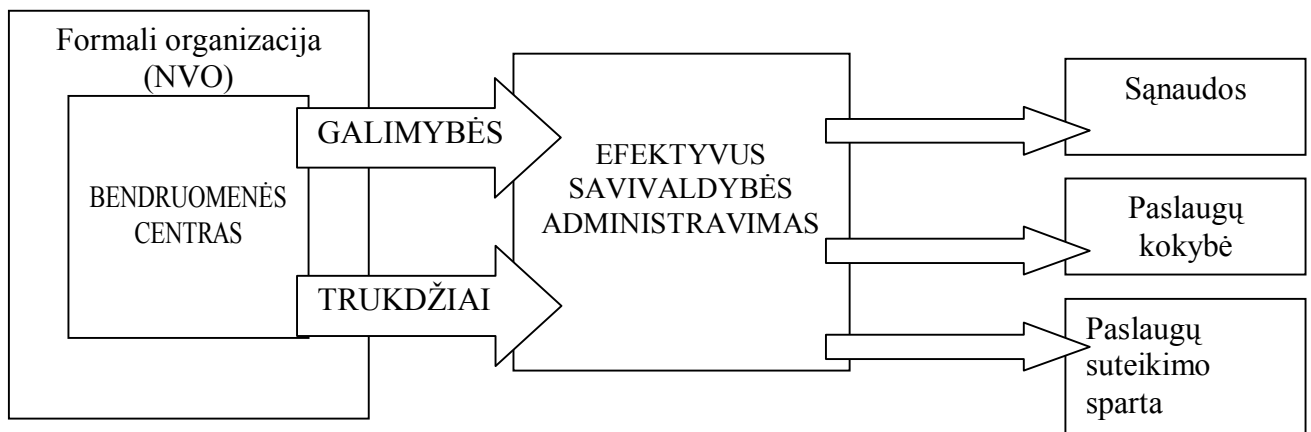 Formali organizacija
(NVO)
BENDRUOMENĖS
CENTRAS
GALIMYBĖS
TRUKDŽIAI
EFEKTYVUS
SAVIVALDYBĖS
ADMINISTRAVIMAS
Sąnaudos
Paslaugų
kokybė
Paslaugų
suteikimo
sparta